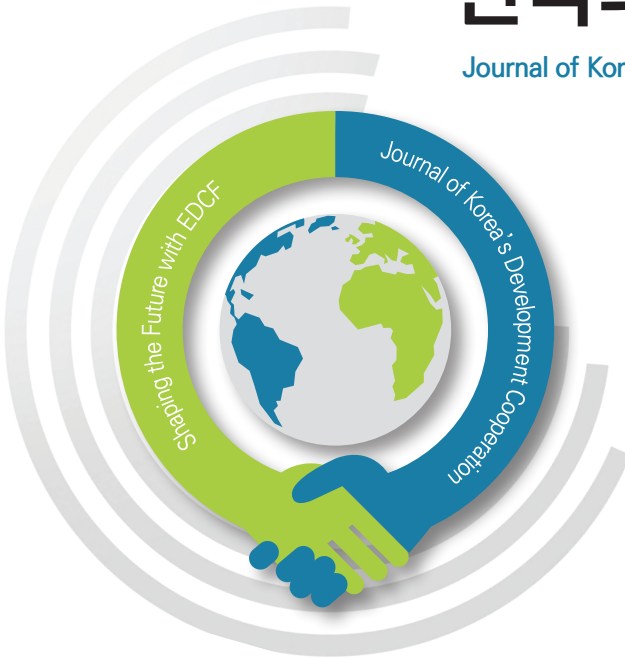 Journal of Kor
Shaping the Future with EDCF
Journal of Korea's Development Cooperation